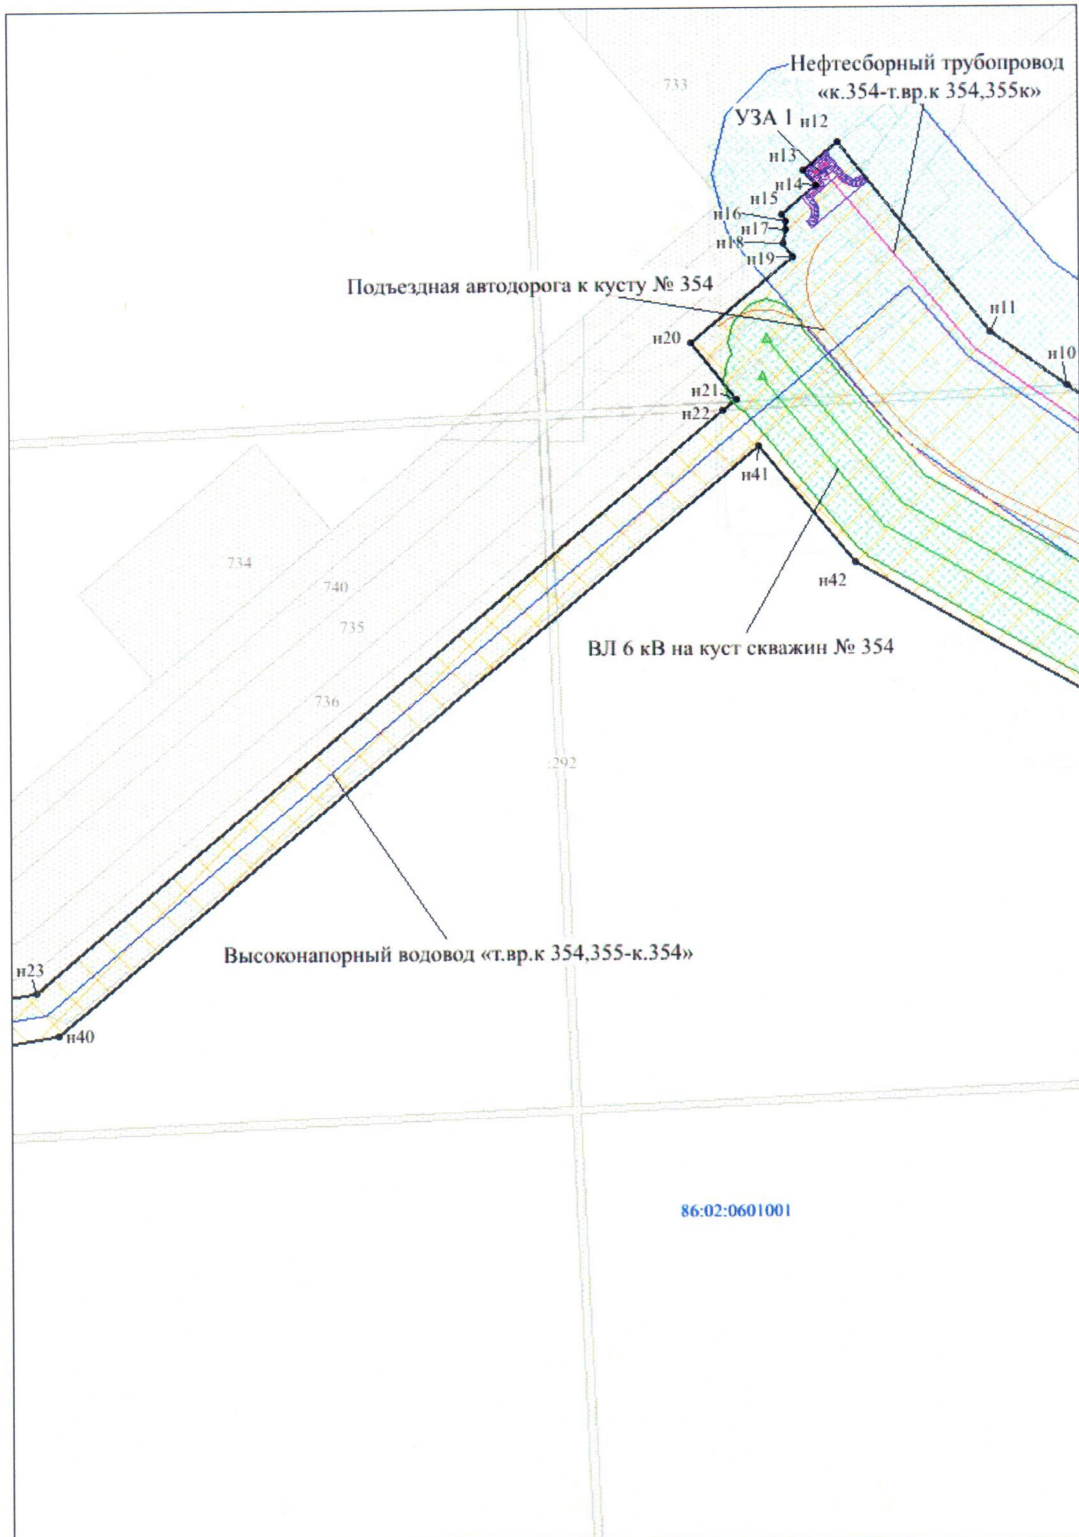 Нефтесборный трубопровод
«к.354-т.вр.к 354,355к»
733
УЗА 1
н12
н13
н14
н15
н16
н17
н18
н19
Подъездная автодорога к кусту № 354
н11
н20
н10
н21
н22
н41
734
740
н42
735
ВЛ 6 кВ на куст скважин № 354
736
:292
Высоконапорный водовод «т.вр.к 354,355-к.354»
н23
н40
86:02:0601001